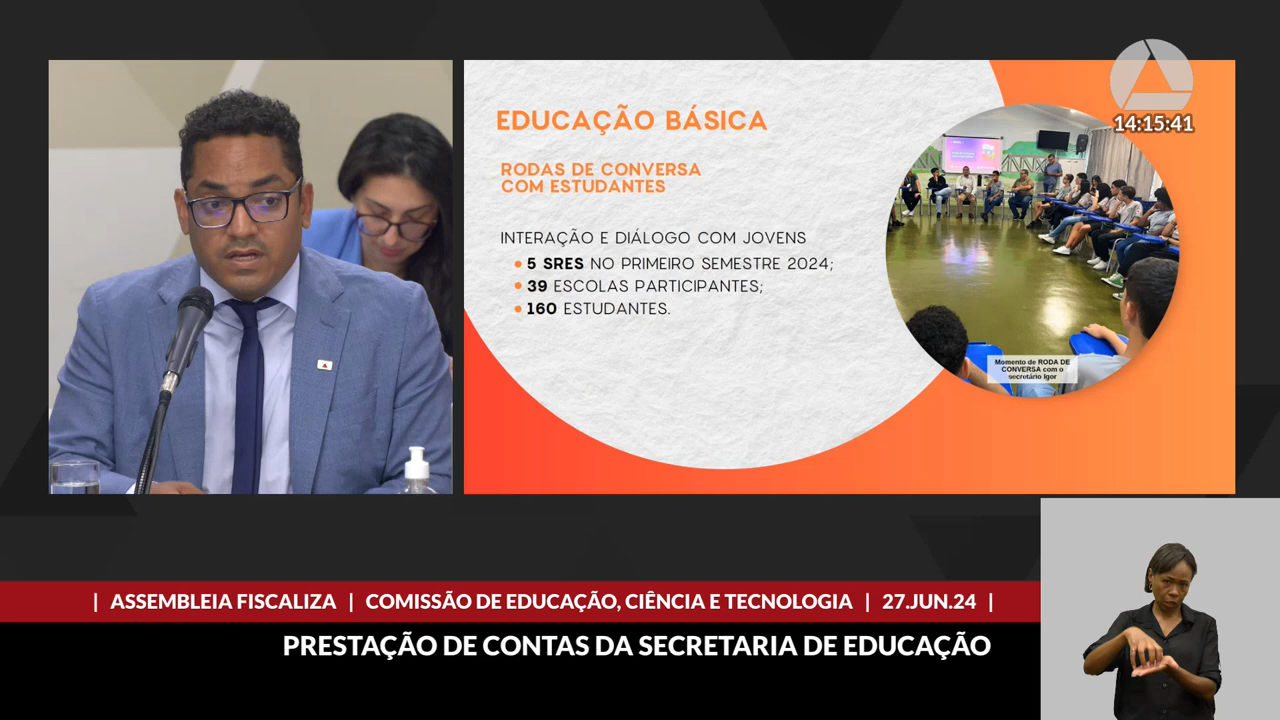 14:15:41
EDUCAÇÃO BÁSICA
RODAS DE CONVERSA
COM ESTUDANTES
INTERAÇÃO E DIÁLOGO COM JOVENS
• 5 SRES NO PRIMEIRO SEMESTRE 2024;
• 39 ESCOLAS PARTICIPANTES;
• 160 ESTUDANTES.
Momento de RODA DE
CONVERSA com o
secretário Igor
| ASSEMBLEIA FISCALIZA | COMISSÃO DE EDUCAÇÃO, CIÊNCIA E TECNOLOGIA | 27.JUN.24 |
PRESTAÇÃO DE CONTAS DA SECRETARIA DE EDUCAÇÃO